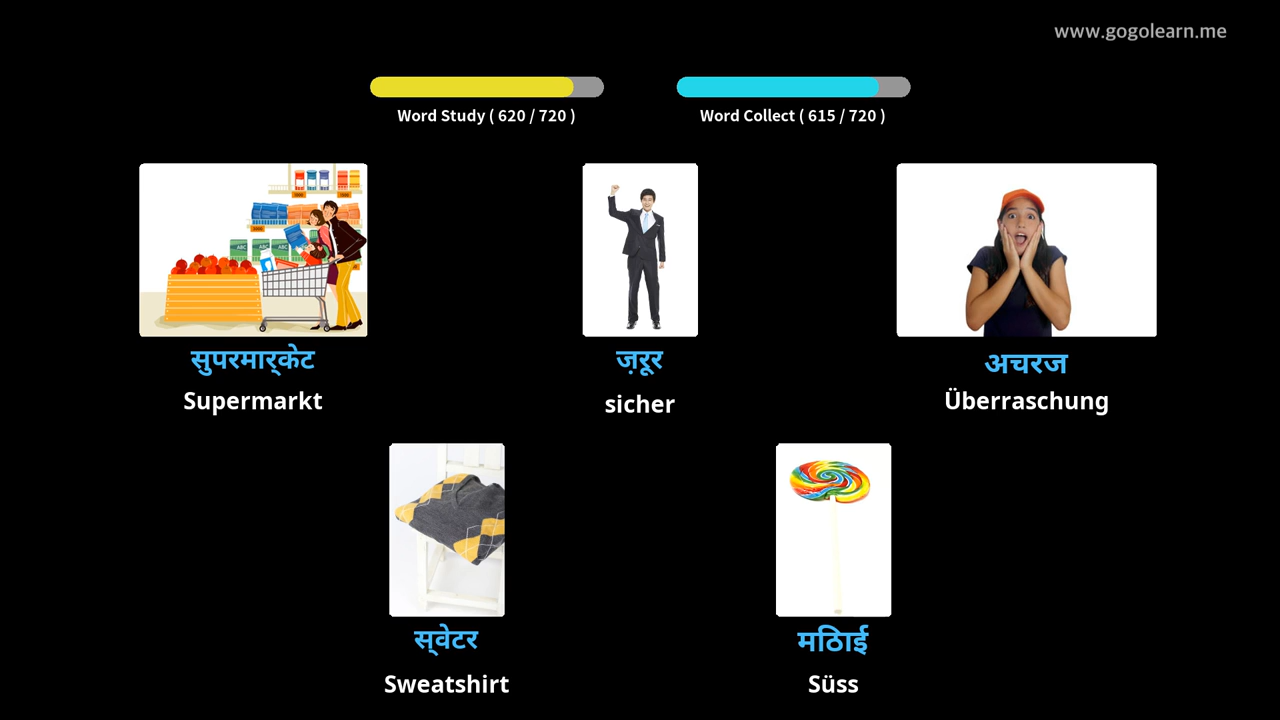 www.gogolearn.me
Word Study ( 620 / 720 )
Word Collect ( 615 / 720 )
सुपरमार्केट
ज़रूर
अचरज
Supermarkt
sicher
Überraschung
स्वेटर
मिठाई
Sweatshirt
Süss